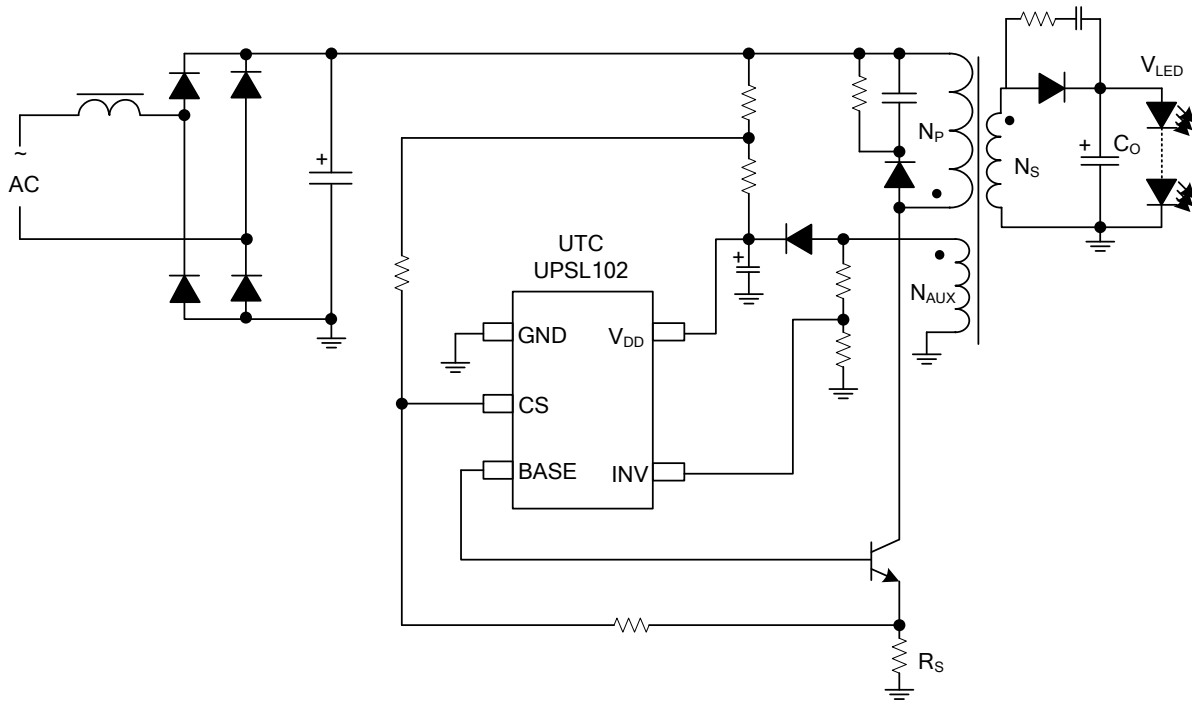 ~
AC
+
UTC
UPSL102
GND
V_DD
CS
BASE
INV
+
N_P
N_AUX
N_S
V_LED
+
C_O
R_S